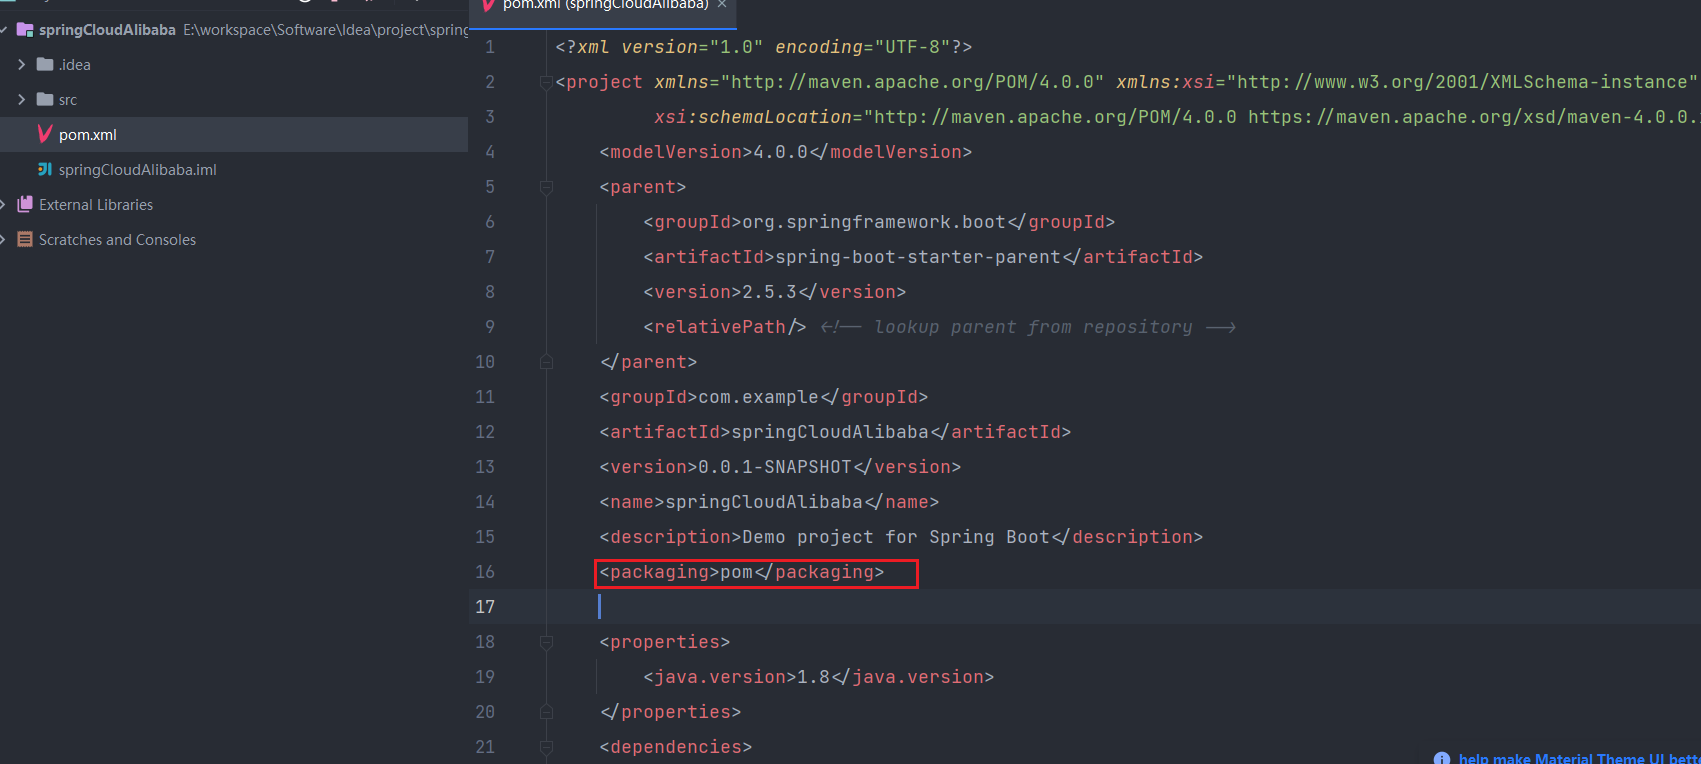 pom.xml (springCloudAlibaba) ×
springCloudAlibaba E:\workspace\Software\Idea\project\spring
.idea
src
pom.xml
springCloudAlibaba.iml
External Libraries
Scratches and Consoles
1 <?xml version="1.0" encoding="UTF-8"?>
2 <project xmlns="http://maven.apache.org/POM/4.0.0" xmlns:xsi="http://www.w3.org/2001/XMLSchema-instance"
3 xsi:schemaLocation="http://maven.apache.org/POM/4.0.0 https://maven.apache.org/xsd/maven-4.0.0.
4 <modelVersion>4.0.0</modelVersion>
5 <parent>
6 <groupId>org.springframework.boot</groupId>
7 <artifactId>spring-boot-starter-parent</artifactId>
8 <version>2.5.3</version>
9 <relativePath/> <!-- lookup parent from repository -->
10 </parent>
11 <groupId>com.example</groupId>
12 <artifactId>springCloudAlibaba</artifactId>
13 <version>0.0.1-SNAPSHOT</version>
14 <name>springCloudAlibaba</name>
15 <description>Demo project for Spring Boot</description>
16 <packaging>pom</packaging>
17
18 <properties>
19 <java.version>1.8</java.version>
20 </properties>
21 <dependencies>
help make Material Theme UI bett